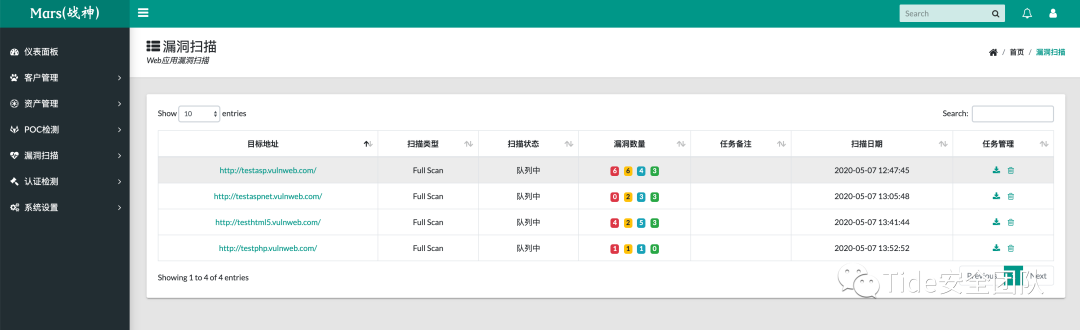 Mars(战神)
Search
仪表面板
客户管理
资产管理
POC检测
漏洞扫描
认证检测
系统设置
漏洞扫描
Web应用漏洞扫描
/ 首页 / 漏洞扫描
Show 10 entries
Search:
目标地址 扫描类型 扫描状态 漏洞数量 任务备注 扫描日期 任务管理
http://testasp.vulnweb.com/ Full Scan 队列中 6 6 4 3 2020-05-07 12:47:45
http://testaspnet.vulnweb.com/ Full Scan 队列中 0 2 3 3 2020-05-07 13:05:48
http://testhtml5.vulnweb.com/ Full Scan 队列中 4 2 5 3 2020-05-07 13:41:44
http://testphp.vulnweb.com/ Full Scan 队列中 1 1 1 0 2020-05-07 13:52:52
Showing 1 to 4 of 4 entries
Previous 1 Next
Tide安全团队